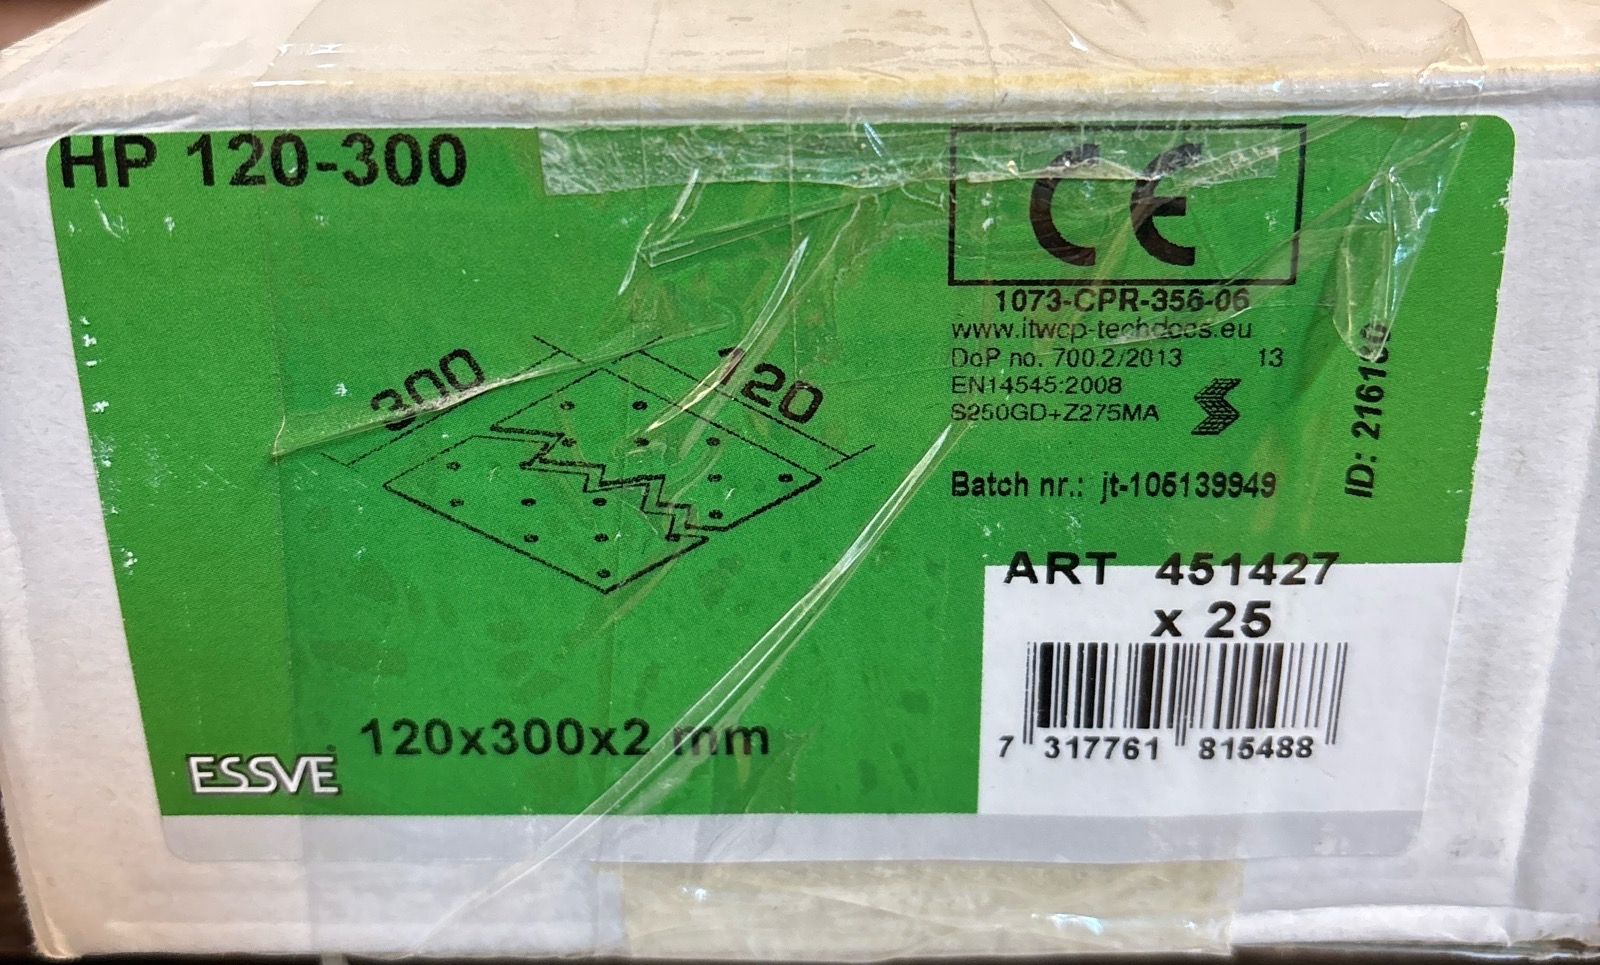 HP 120-300
CE
1073-CPR-356-06
www.itwcp-techdocs.eu
DoP no. 700.2/2013 13
EN14545:2008
S250GD+Z275MA
Batch nr.: jt-105139949
300
120
ART 451427
x 25
7 317761 815488
ESSVE® 120x300x2 mm
ID: